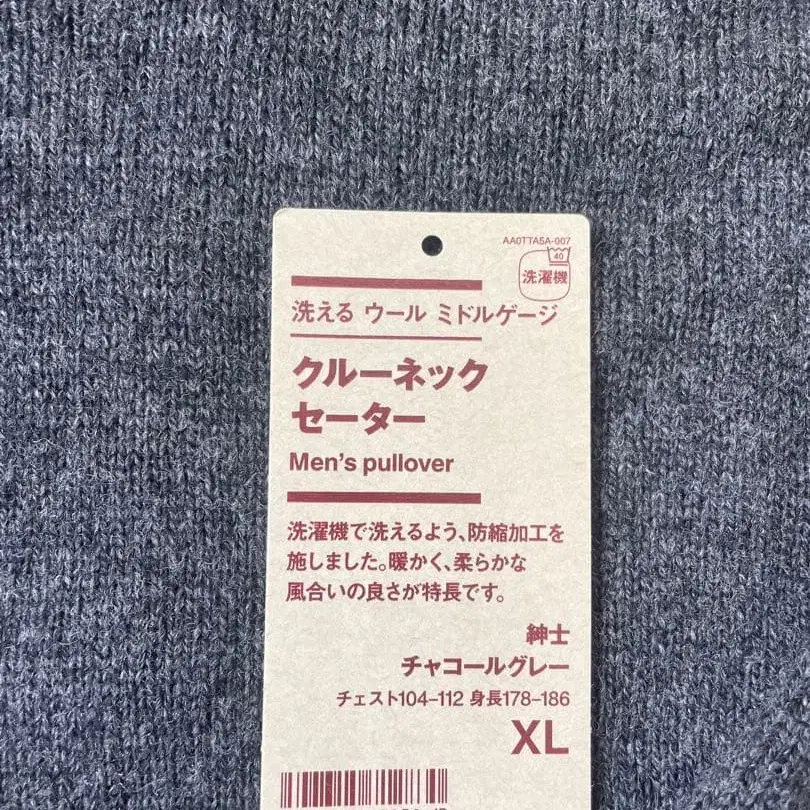 AA0TTA5A-007
40
洗濯機
洗える ウール ミドルゲージ
クルーネック
セーター
Men's pullover
洗濯機で洗えるよう、防縮加工を
施しました。暖かく、柔らかな
風合いの良さが特長です。
紳士
チャコールグレー
チェスト104-112 身長178-186
XL